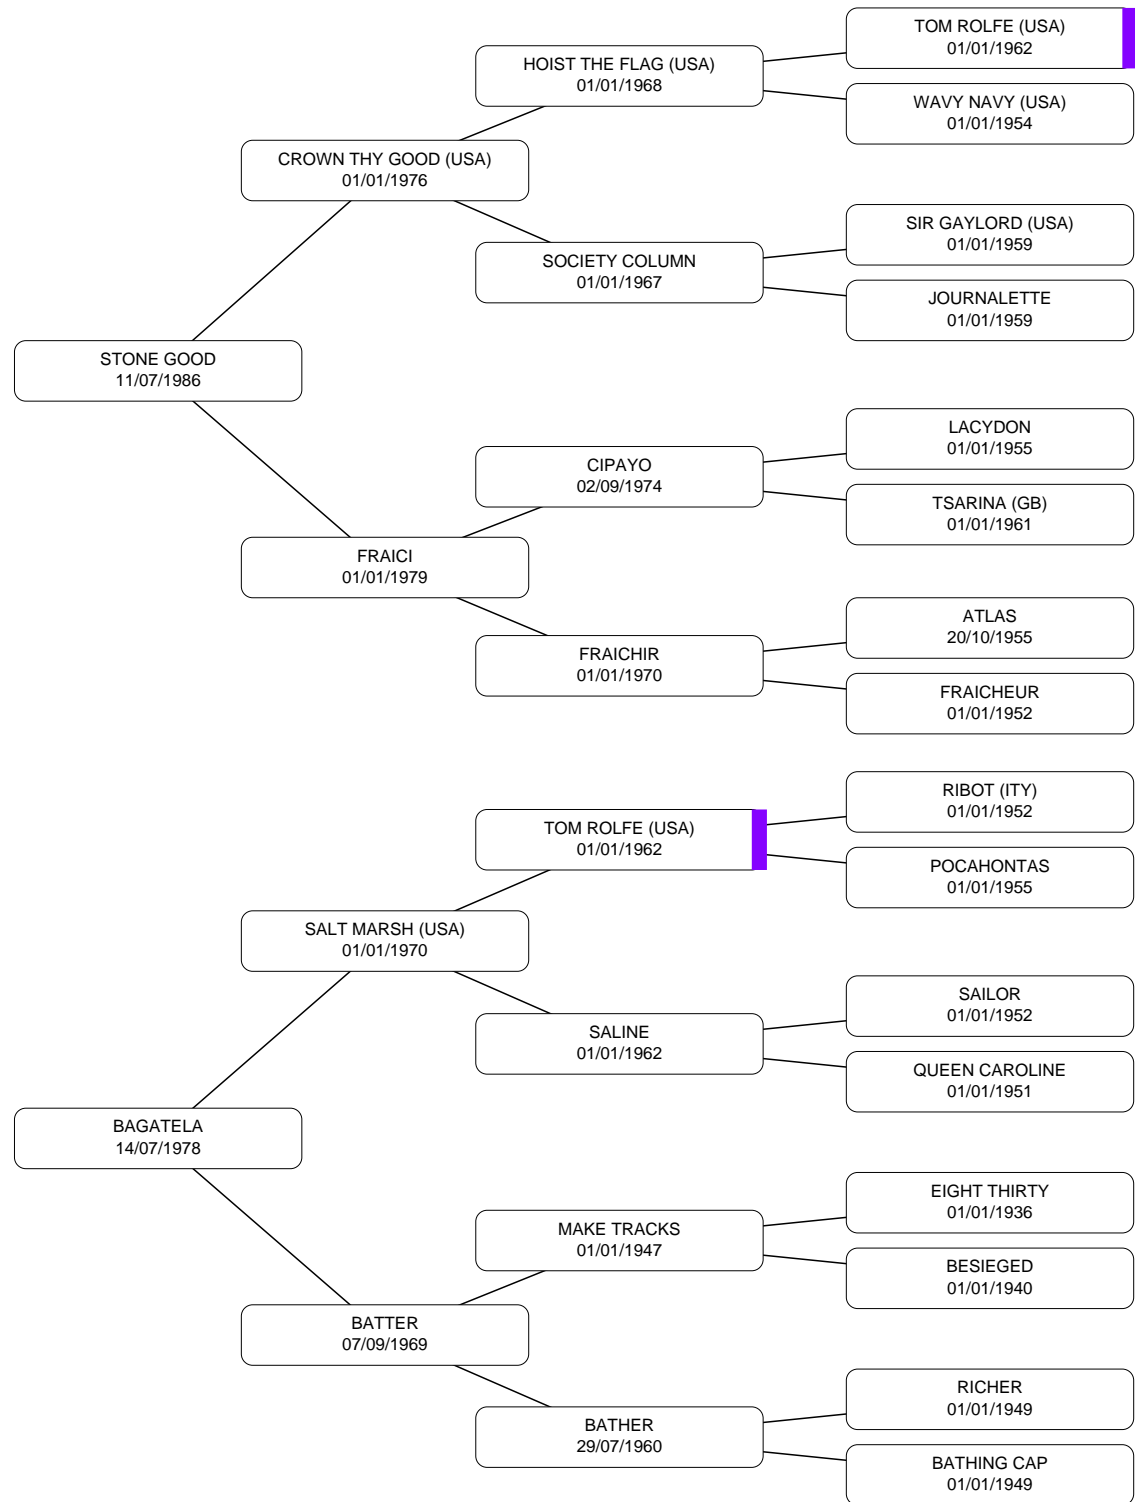 TOM ROLFE (USA)
01/01/1962
HOIST THE FLAG (USA)
01/01/1968
WAVY NAVY (USA)
01/01/1954
CROWN THY GOOD (USA)
01/01/1976
SIR GAYLORD (USA)
01/01/1959
SOCIETY COLUMN
01/01/1967
JOURNALETTE
01/01/1959
STONE GOOD
11/07/1986
LACYDON
01/01/1955
CIPAYO
02/09/1974
TSARINA (GB)
01/01/1961
FRAICI
01/01/1979
ATLAS
20/10/1955
FRAICHIR
01/01/1970
FRAICHEUR
01/01/1952
RIBOT (ITY)
01/01/1952
TOM ROLFE (USA)
01/01/1962
POCAHONTAS
01/01/1955
SALT MARSH (USA)
01/01/1970
SAILOR
01/01/1952
SALINE
01/01/1962
QUEEN CAROLINE
01/01/1951
BAGATELA
14/07/1978
EIGHT THIRTY
01/01/1936
MAKE TRACKS
01/01/1947
BESIEGED
01/01/1940
BATTER
07/09/1969
RICHER
01/01/1949
BATHER
29/07/1960
BATHING CAP
01/01/1949